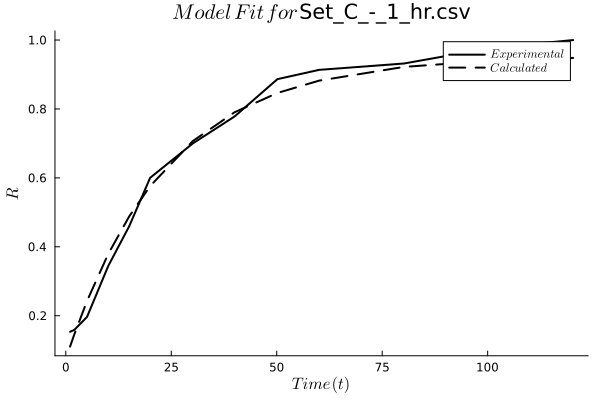 Model Fit for Set_C_-_1_hr.csv
1.0
0.8
0.6
0.4
0.2
R
Experimental
Calculated
0 25 50 75 100
Time(t)